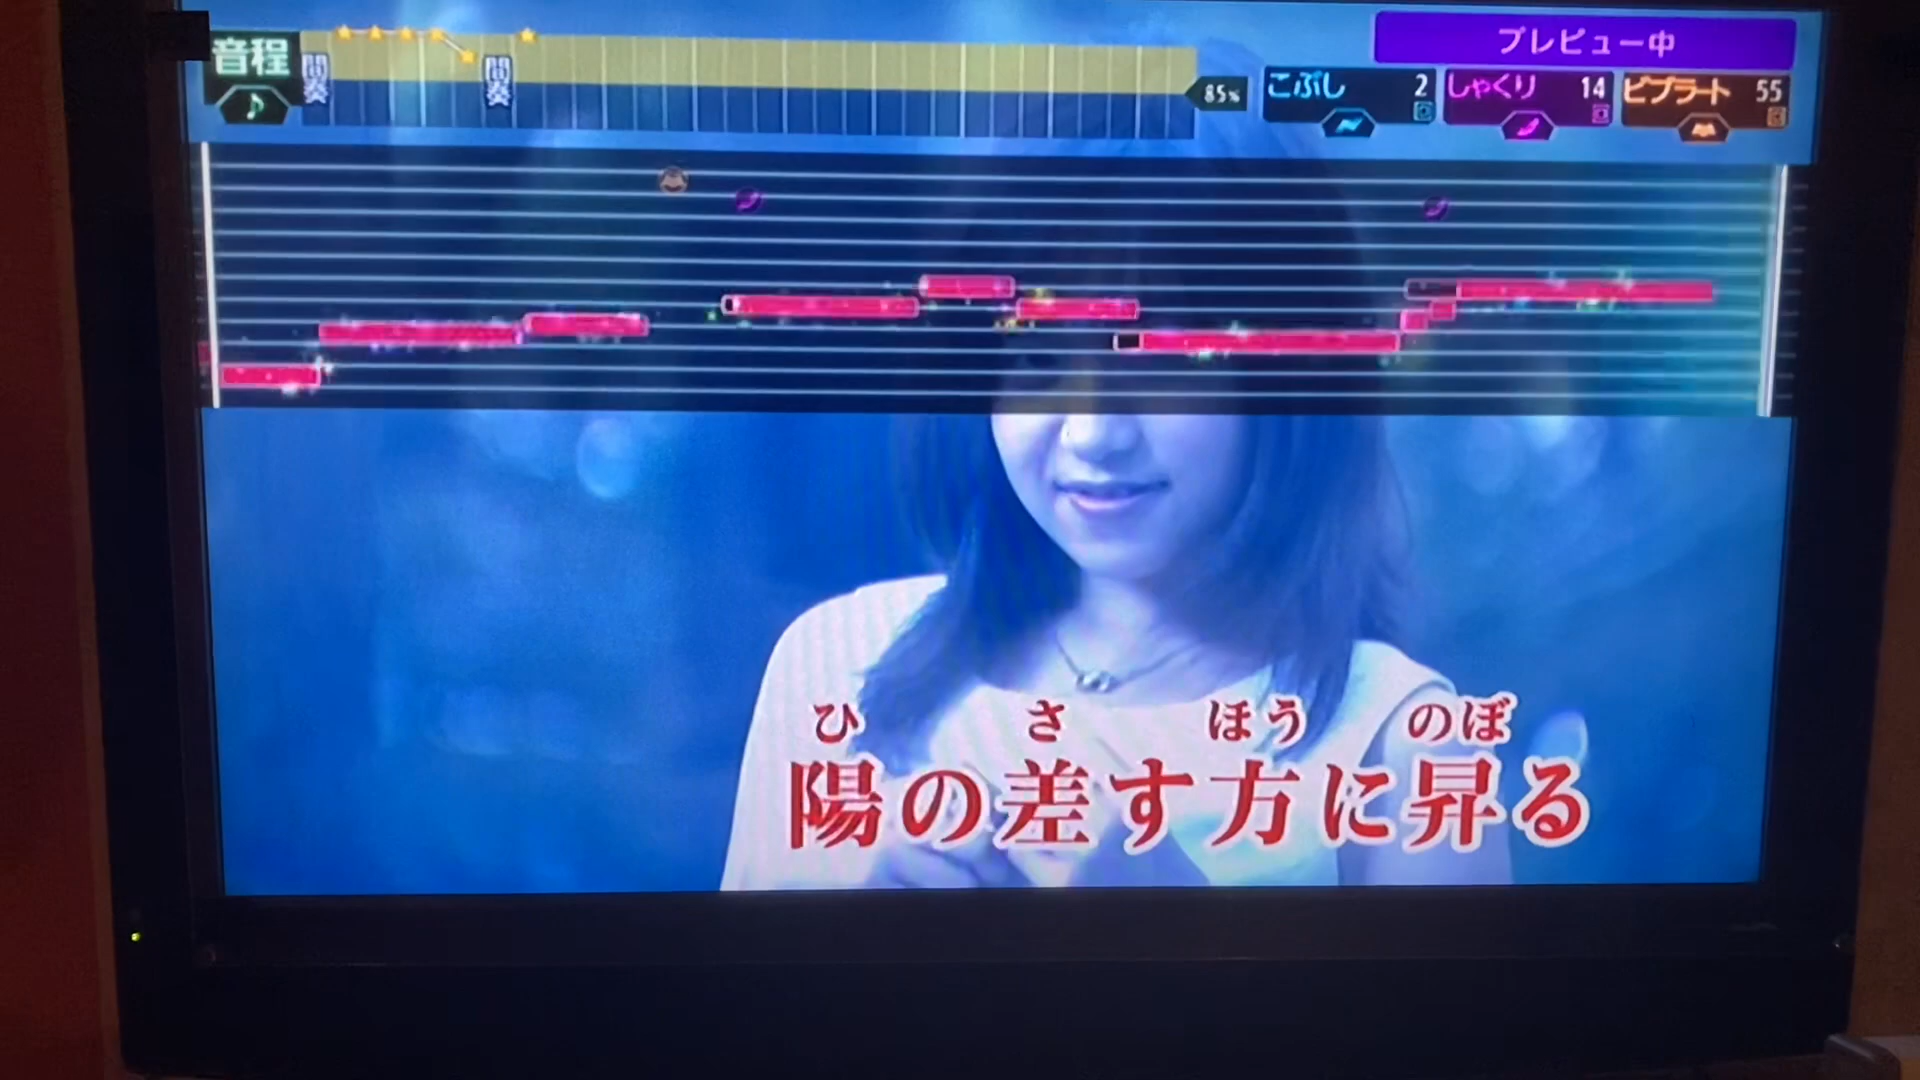 プレビュー中
音程
間奏
間奏
85%
こぶし 2
しゃくり 14
ビブラート 55
ひ さ ほう のぼ
陽の差す方に昇る